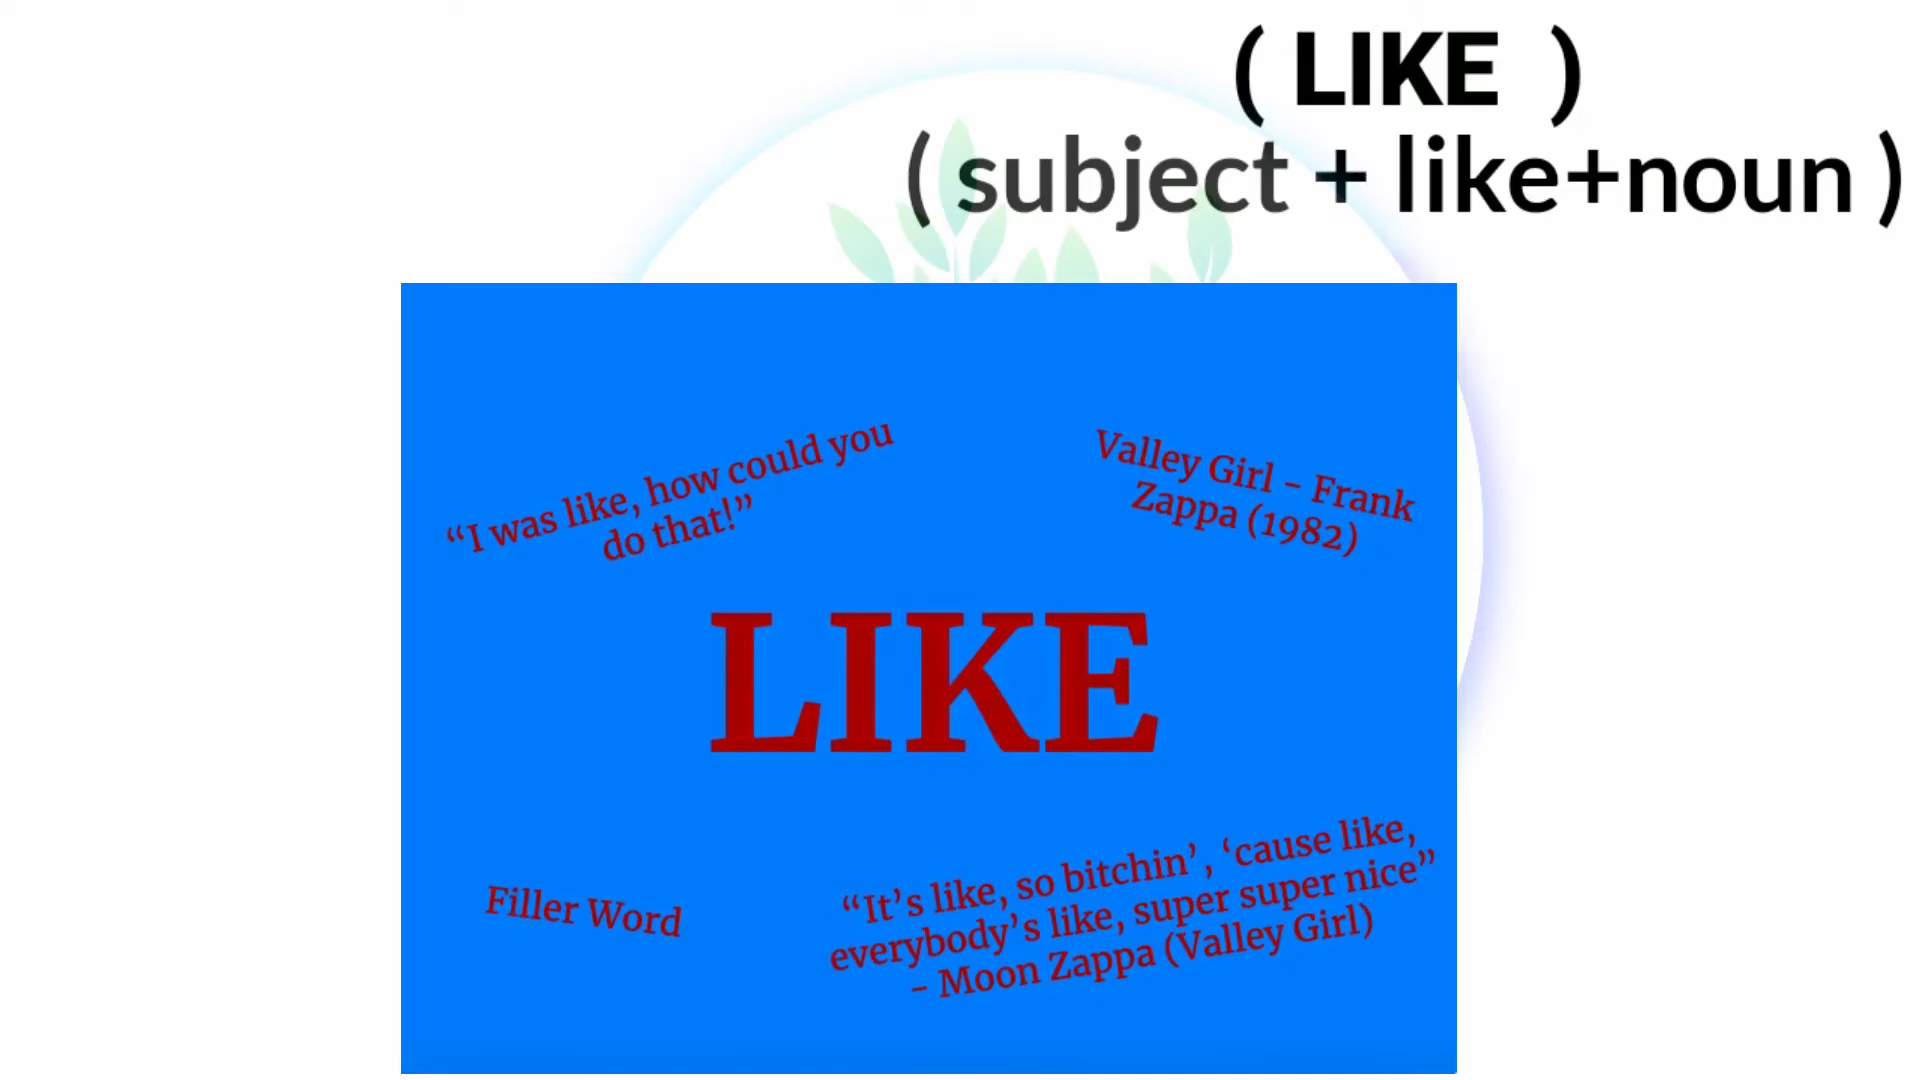 ( LIKE )
( subject + like+noun )
“I was like, how could you
do that!”
Valley Girl – Frank
Zappa (1982)
LIKE
Filler Word
“It’s like, so bitchin’, ‘cause like,
everybody’s like, super super nice”
– Moon Zappa (Valley Girl)